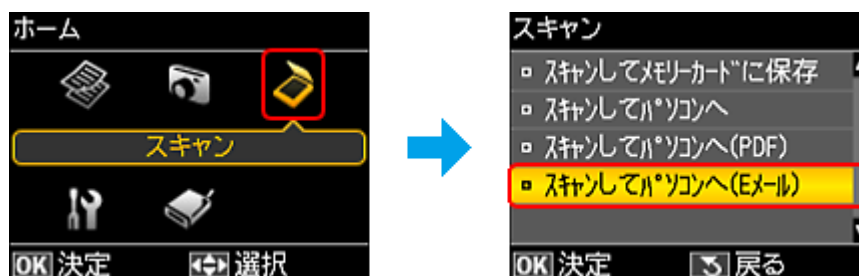 ホーム
スキャン
OK 決定
選択
スキャン
スキャンしてメモリーカードに保存
スキャンしてパソコンへ
スキャンしてパソコンへ(PDF)
スキャンしてパソコンへ(Eメール)
OK 決定
戻る